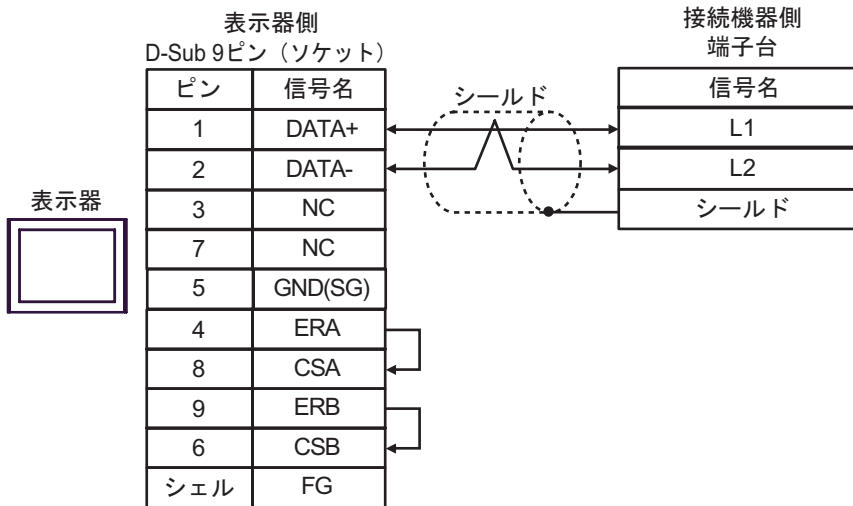 表示器側
D-Sub 9ピン（ソケット）
ピン 信号名
1 DATA+
2 DATA-
3 NC
7 NC
5 GND(SG)
4 ERA
8 CSA
9 ERB
6 CSB
シェル FG
表示器
シールド
接続機器側
端子台
信号名
L1
L2
シールド